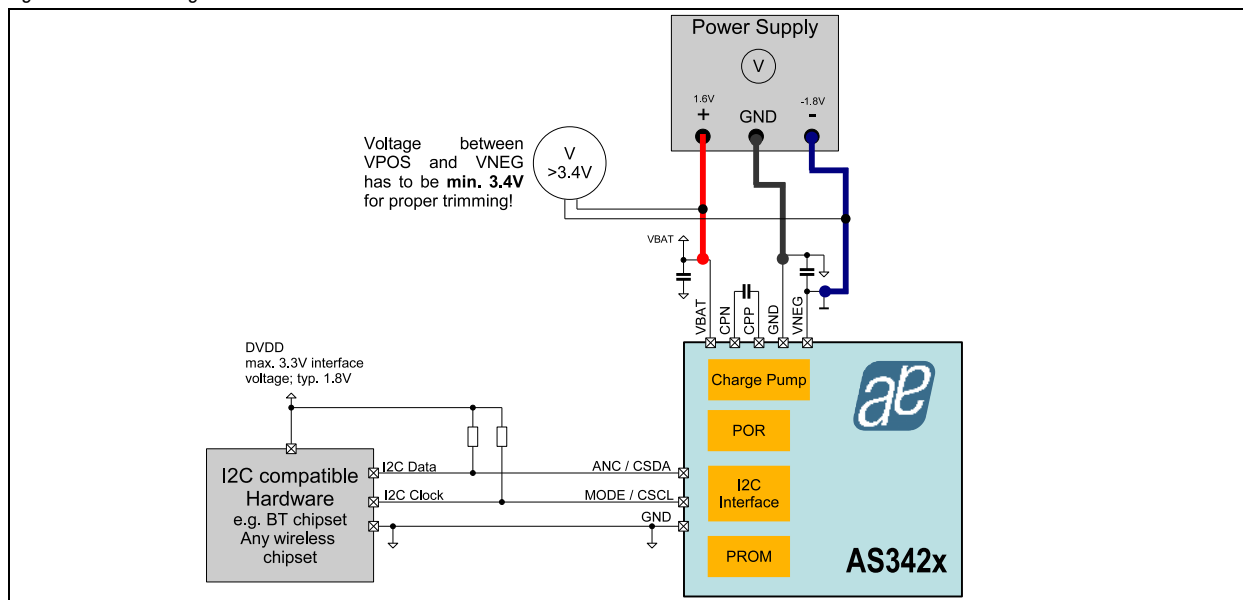 Power Supply
V
1.6V
+
GND
-1.8V
-
Voltage between
VPOS and VNEG
has to be min. 3.4V
for proper trimming!
V
>3.4V
VBAT
VBAT
CPN
CPP
GND
VNEG
DVDD
max. 3.3V interface
voltage; typ. 1.8V
Charge Pump
POR
I2C
Interface
PROM
AS342x
I2C compatible
Hardware
e.g. BT chipset
Any wireless
chipset
I2C Data
ANC / CSDA
I2C Clock
MODE / CSCL
GND